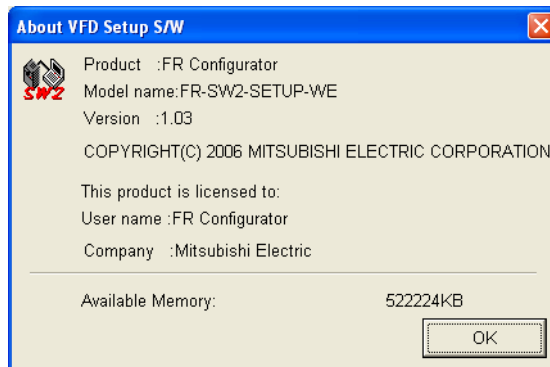 About VFD Setup S/W
SW2
Product :FR Configurator
Model name:FR-SW2-SETUP-WE
Version :1.03
COPYRIGHT(C) 2006 MITSUBISHI ELECTRIC CORPORATION
This product is licensed to:
User name :FR Configurator
Company :Mitsubishi Electric
Available Memory: 522224KB
OK